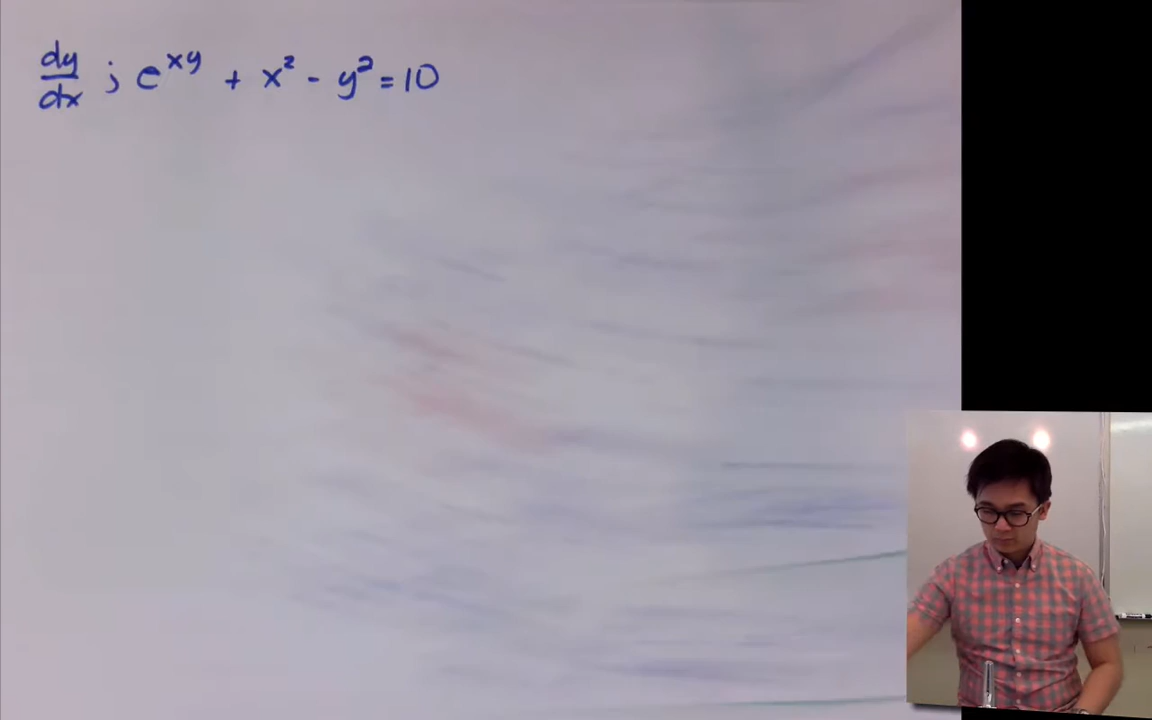 dy/dx ; e^xy + x² - y² = 10